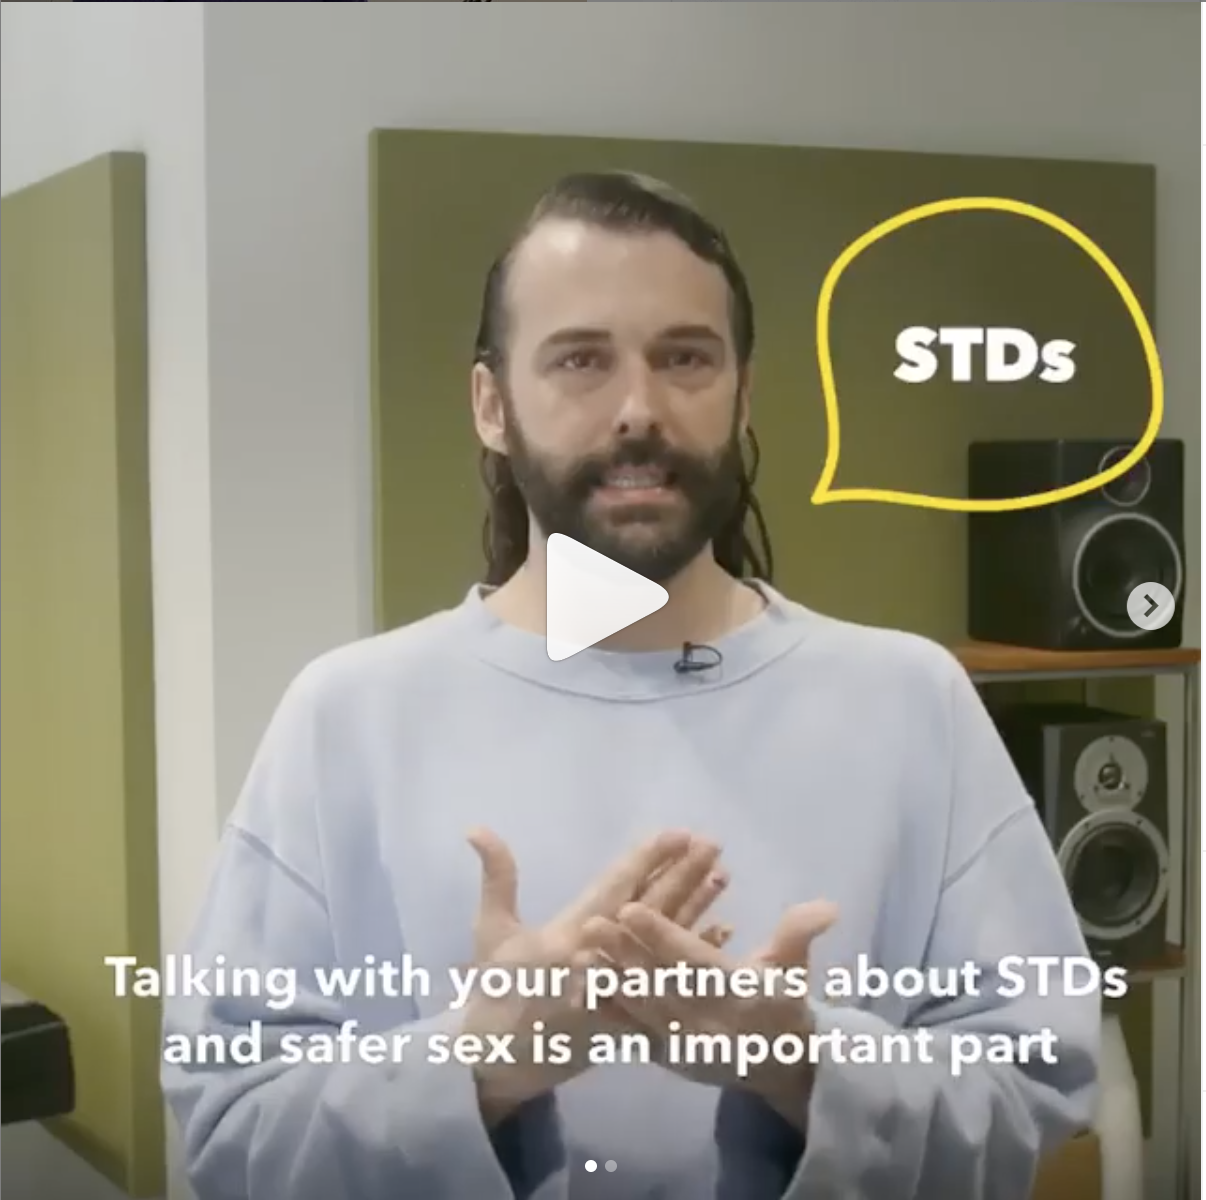 STDs
Talking with your partners about STDs
and safer sex is an important part